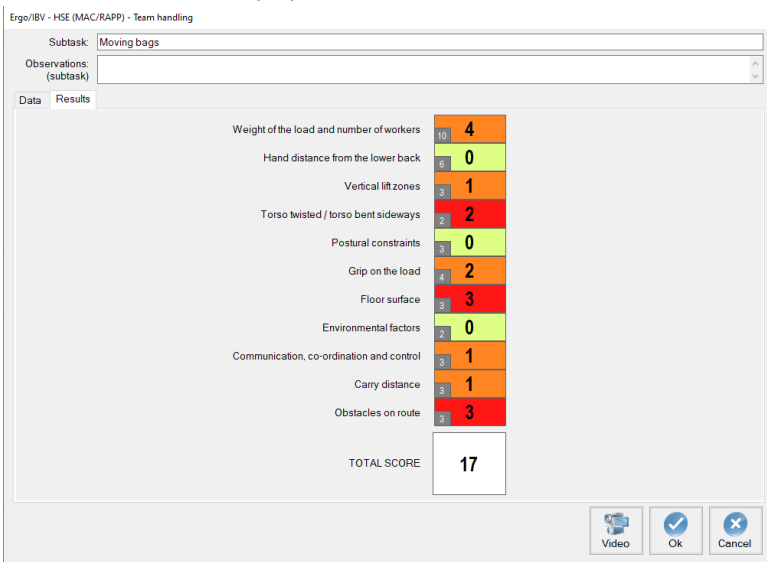 Ergo/IBV - HSE (MAC/RAPP) - Team handling
Subtask: Moving bags
Observations:
(subtask)
Data Results
Weight of the load and number of workers 10 4
Hand distance from the lower back 6 0
Vertical lift zones 3 1
Torso twisted / torso bent sideways 2 2
Postural constraints 3 0
Grip on the load 4 2
Floor surface 3 3
Environmental factors 2 0
Communication, co-ordination and control 3 1
Carry distance 3 1
Obstacles on route 3 3
TOTAL SCORE 17
Video Ok Cancel